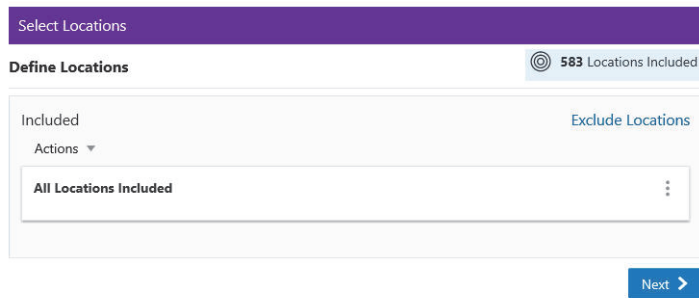 Select Locations
Define Locations
583 Locations Included
Included
Exclude Locations
Actions
All Locations Included
Next